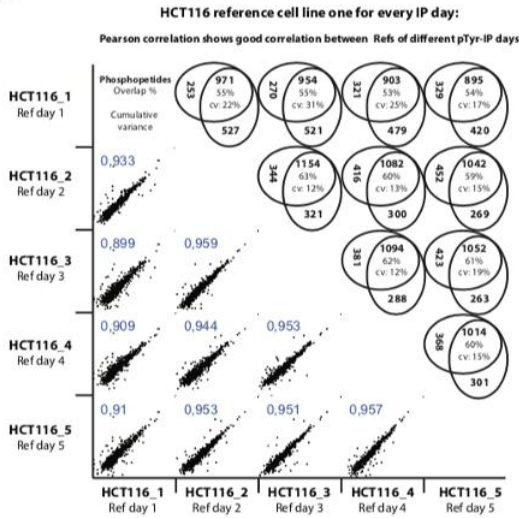 HCT116 reference cell line one for every IP day:
Pearson correlation shows good correlation between Refs of different pTyr-IP days
HCT116_1
Ref day 1
Phosphopetides
Overlap %
Cumulative
variance
253
971
55%
cv: 22%
527
270
954
55%
cv: 31%
521
321
903
53%
cv: 25%
479
329
895
54%
cv: 17%
420
HCT116_2
Ref day 2
0,933
344
1154
63%
cv: 12%
321
416
1082
60%
cv: 13%
300
452
1042
59%
cv: 15%
269
HCT116_3
Ref day 3
0,899
0,959
381
1094
62%
cv: 12%
288
423
1052
61%
cv: 19%
263
HCT116_4
Ref day 4
0,909
0,944
0,953
368
1014
60%
cv: 15%
301
HCT116_5
Ref day 5
0,91
0,953
0,951
0,957
HCT116_1
Ref day 1
HCT116_2
Ref day 2
HCT116_3
Ref day 3
HCT116_4
Ref day 4
HCT116_5
Ref day 5